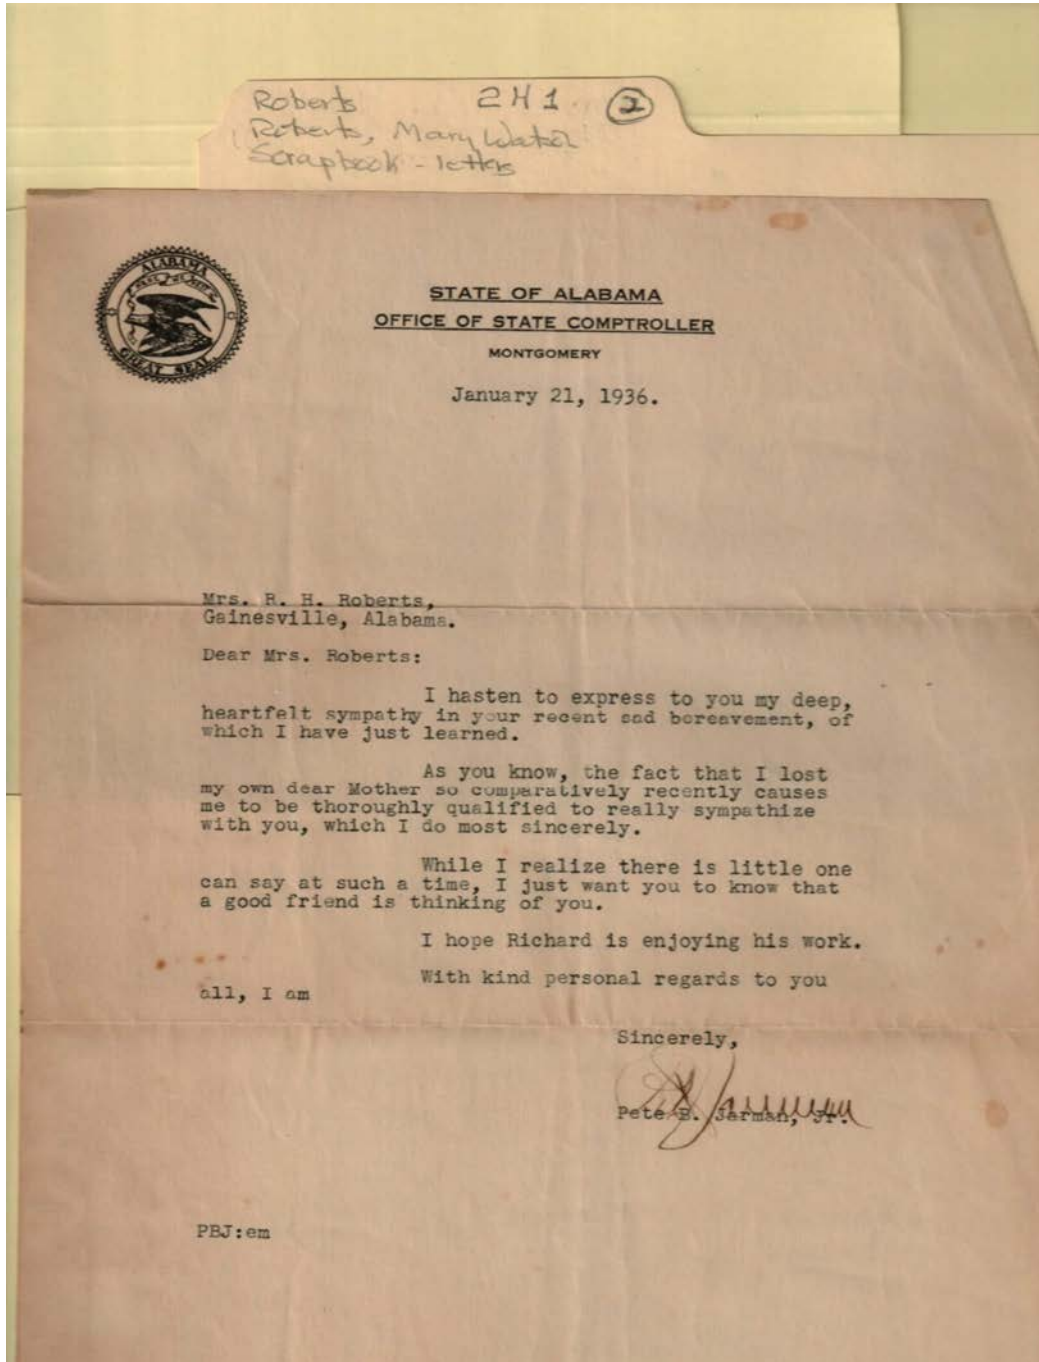 Roberts 2H1 2
Roberts, Mary Watson
Scrapbook - letters
ALABAMA
GREAT SEAL
STATE OF ALABAMA
OFFICE OF STATE COMPTROLLER
MONTGOMERY
January 21, 1936.
Mrs. R. H. Roberts,
Gainesville, Alabama.
Dear Mrs. Roberts:
I hasten to express to you my deep,
heartfelt sympathy in your recent sad bereavement, of
which I have just learned.
As you know, the fact that I lost
my own dear Mother so comparatively recently causes
me to be thoroughly qualified to really sympathize
with you, which I do most sincerely.
While I realize there is little one
can say at such a time, I just want you to know that
a good friend is thinking of you.
I hope Richard is enjoying his work.
With kind personal regards to you
all, I am
Sincerely,
Pete B. Jarman, Jr.
PBJ:em